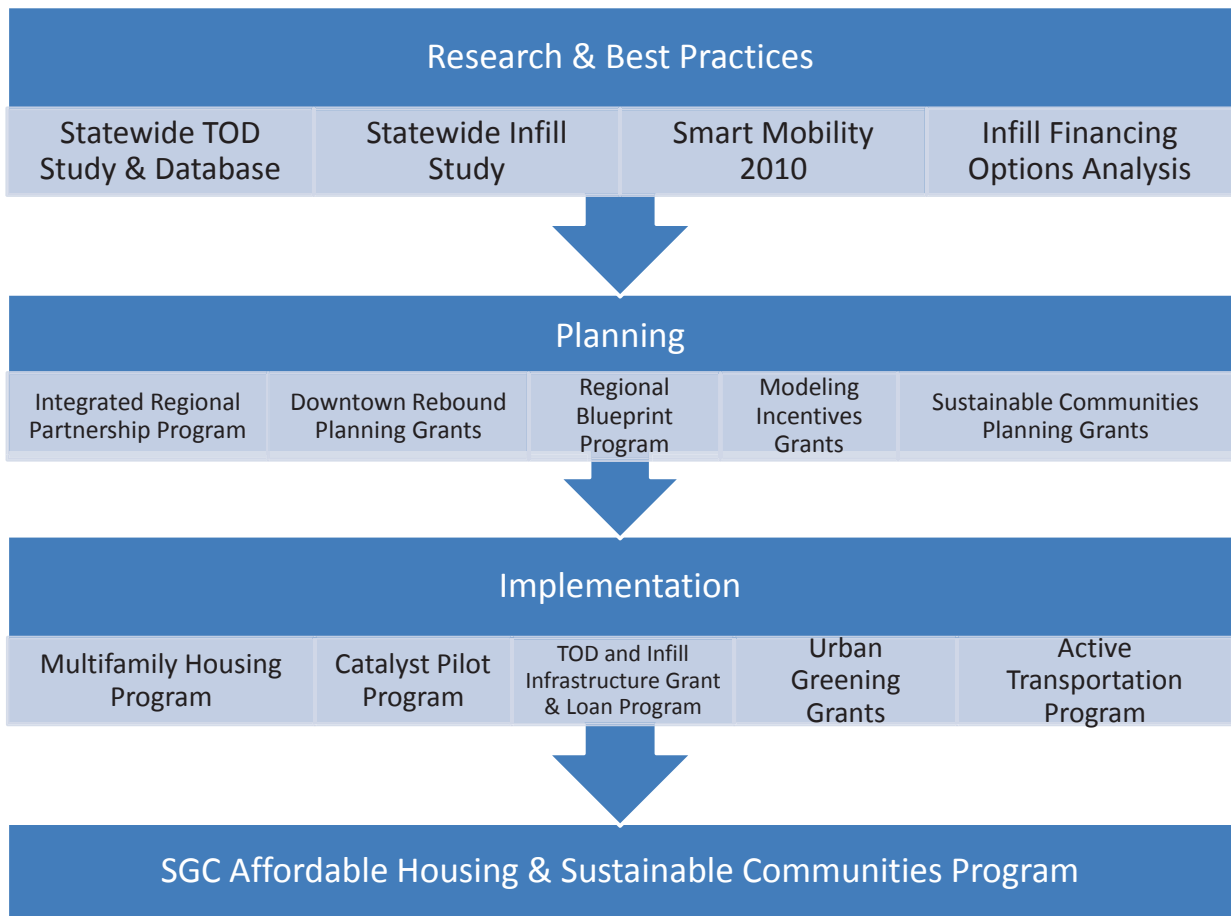 Research & Best Practices
Statewide TOD
Study & Database
Statewide Infill
Study
Smart Mobility
2010
Infill Financing
Options Analysis
Planning
Integrated Regional
Partnership Program
Downtown Rebound
Planning Grants
Regional
Blueprint
Program
Modeling
Incentives
Grants
Sustainable Communities
Planning Grants
Implementation
Multifamily Housing
Program
Catalyst Pilot
Program
TOD and Infill
Infrastructure Grant
& Loan Program
Urban
Greening
Grants
Active
Transportation
Program
SGC Affordable Housing & Sustainable Communities Program